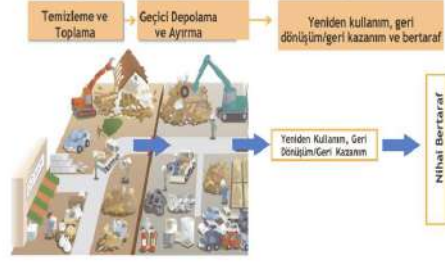 Temizleme ve
Toplama
Geçici Depolama
ve Ayırma
Yeniden kullanım, geri
dönüşüm/geri kazanım ve bertaraf
Yeniden Kullanım, Geri
Dönüşüm/Geri Kazanım
Nihai Bertaraf